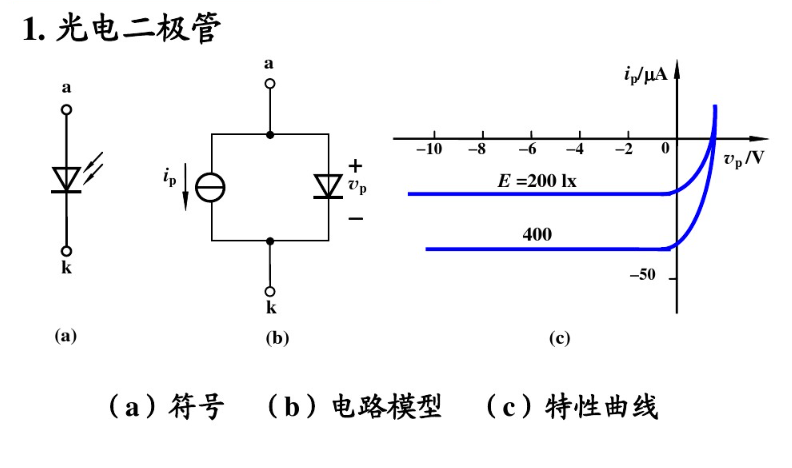 1. 光电二极管
a
k
(a)
a
i_p
+
v_p
−
k
(b)
i_p/μA
−10 −8 −6 −4 −2 0
v_p/V
E =200 lx
400
−50
(c)
（a）符号 （b）电路模型 （c）特性曲线